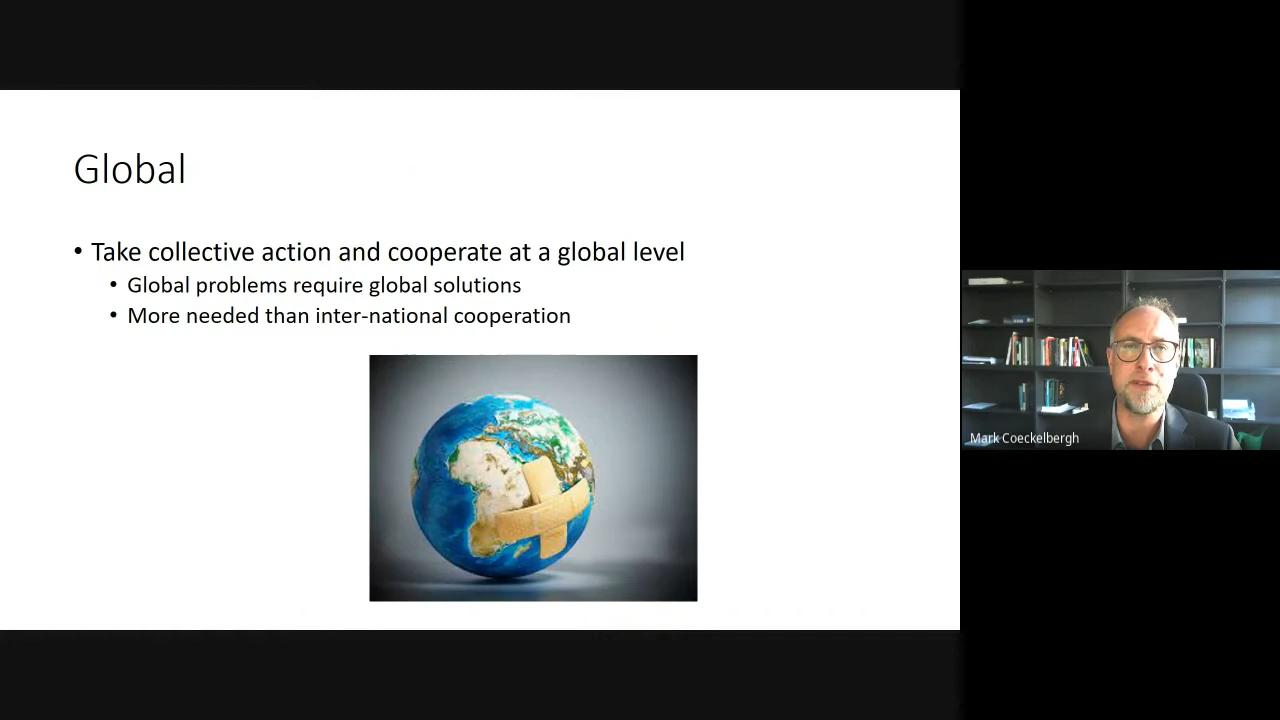 Global
• Take collective action and cooperate at a global level
• Global problems require global solutions
• More needed than inter-national cooperation
Mark Coeckelbergh